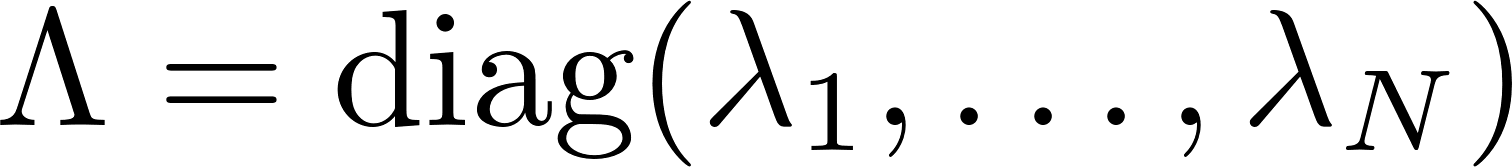 Λ = diag(λ₁, . . . , λ_N)